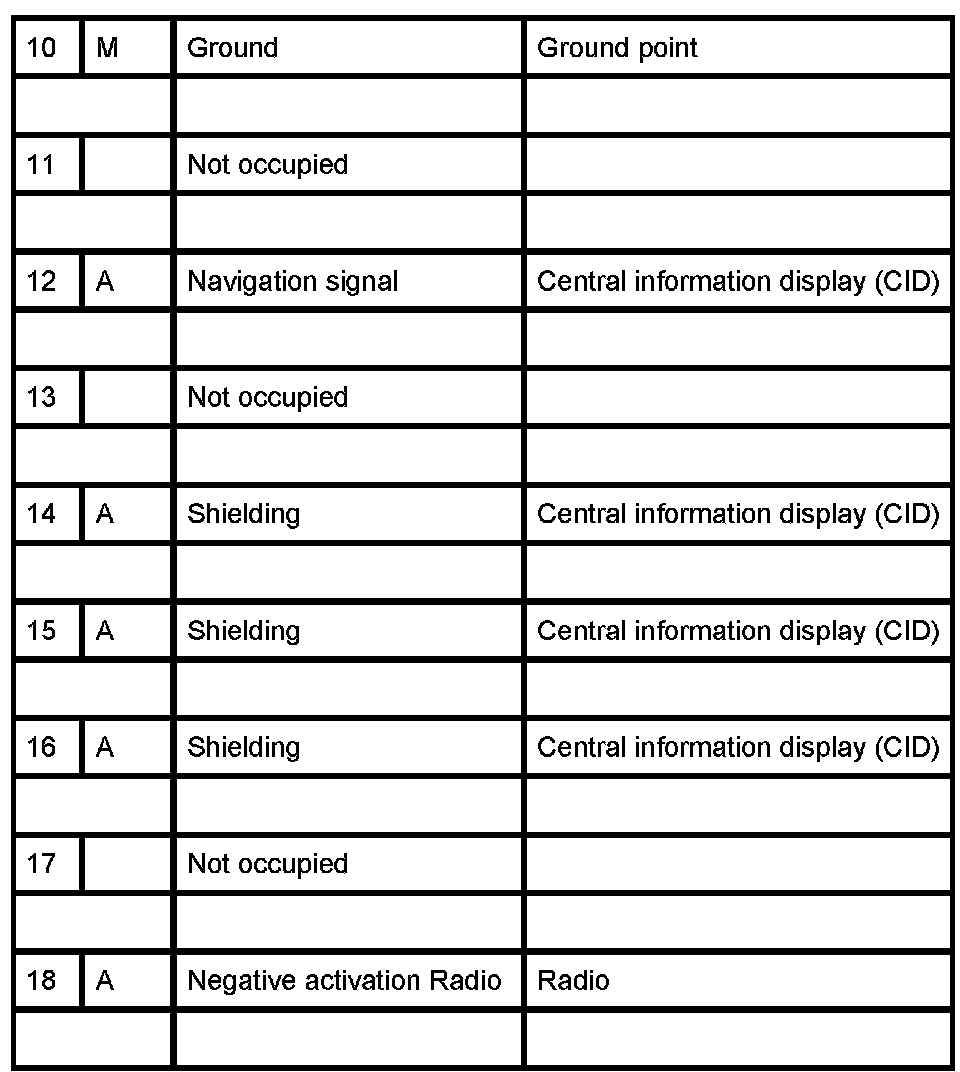 10 M Ground Ground point
11 Not occupied
12 A Navigation signal Central information display (CID)
13 Not occupied
14 A Shielding Central information display (CID)
15 A Shielding Central information display (CID)
16 A Shielding Central information display (CID)
17 Not occupied
18 A Negative activation Radio Radio